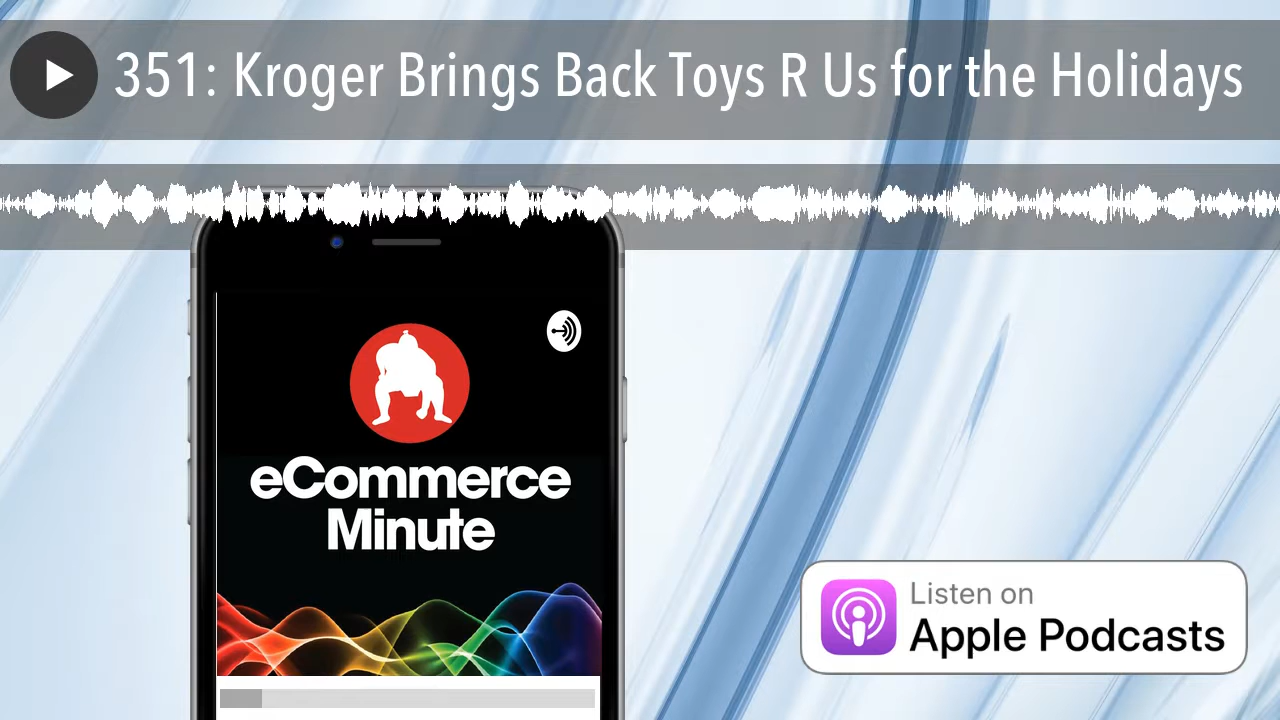 351: Kroger Brings Back Toys R Us for the Holidays
eCommerce
Minute
Listen on
Apple Podcasts